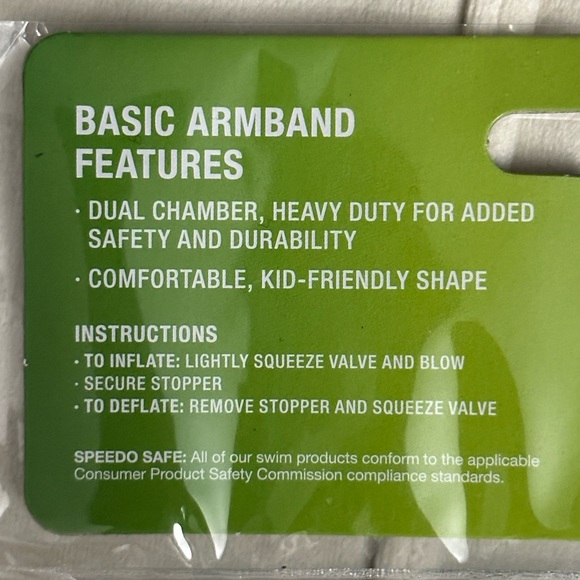 BASIC ARMBAND
FEATURES
· DUAL CHAMBER, HEAVY DUTY FOR ADDED
SAFETY AND DURABILITY
· COMFORTABLE, KID-FRIENDLY SHAPE
INSTRUCTIONS
· TO INFLATE: LIGHTLY SQUEEZE VALVE AND BLOW
· SECURE STOPPER
· TO DEFLATE: REMOVE STOPPER AND SQUEEZE VALVE
SPEEDO SAFE: All of our swim products conform to the applicable
Consumer Product Safety Commission compliance standards.